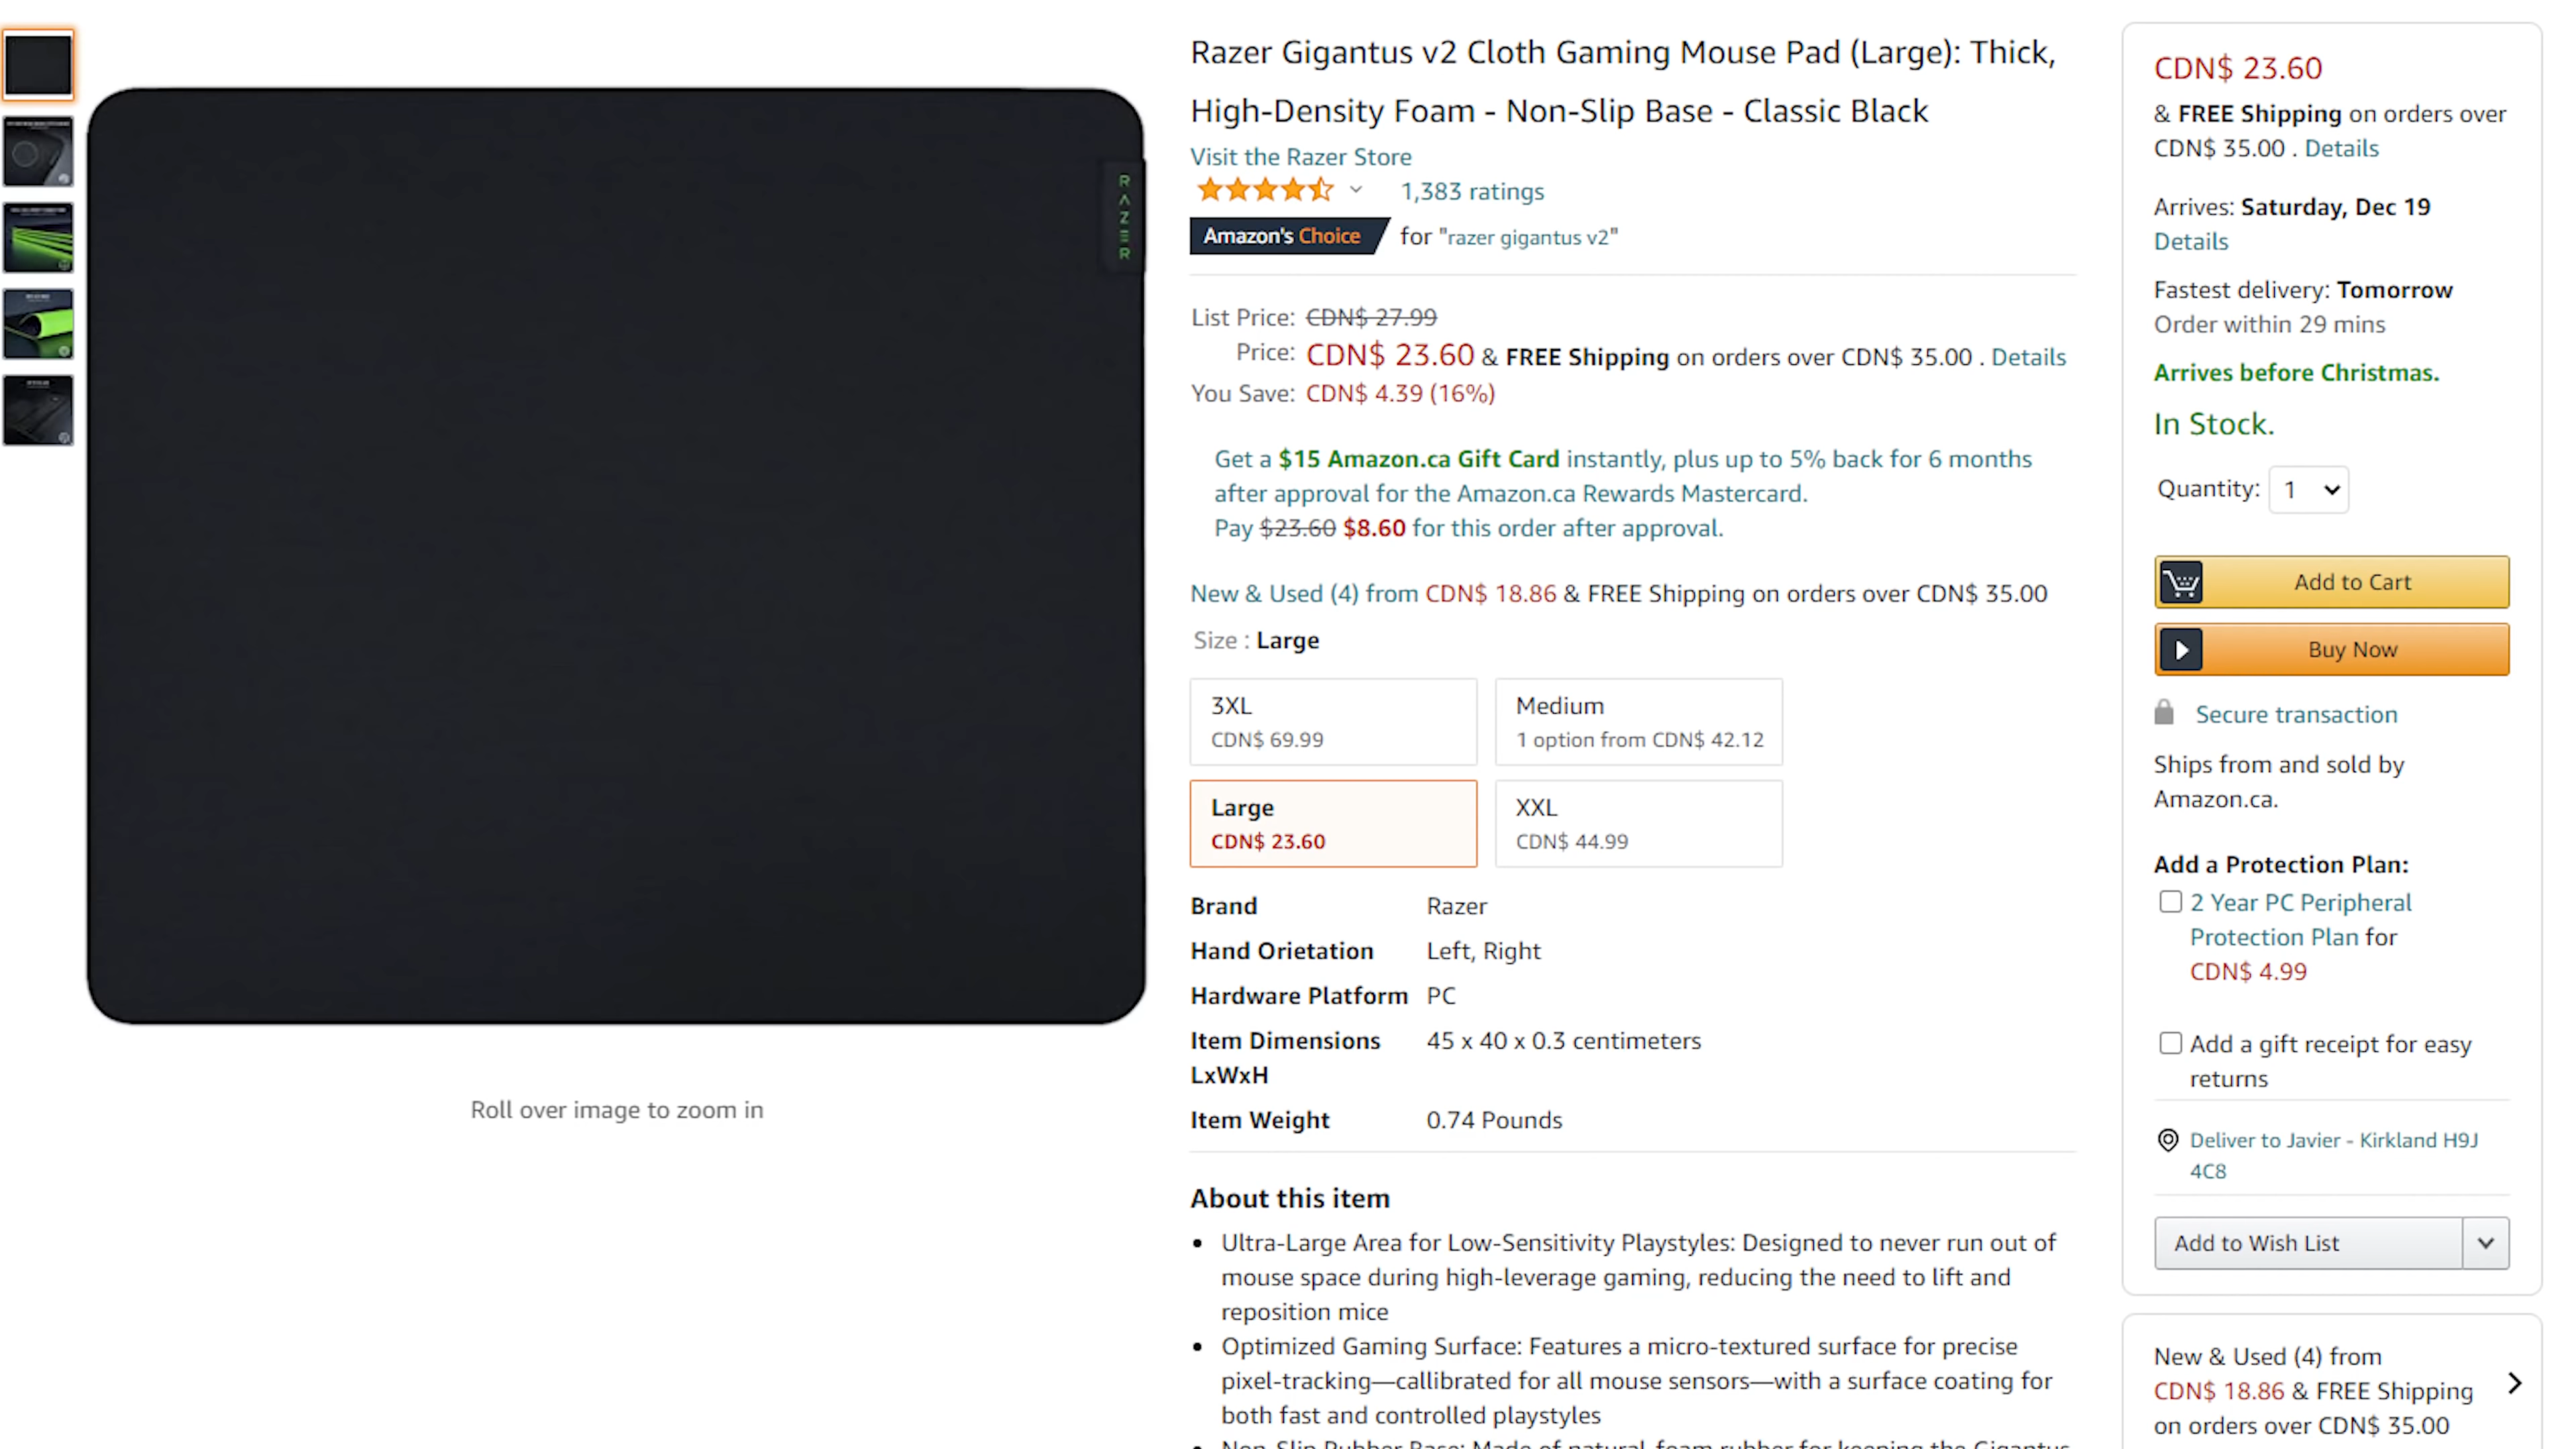 RAZER
Roll over image to zoom in
Razer Gigantus v2 Cloth Gaming Mouse Pad (Large): Thick,
High-Density Foam - Non-Slip Base - Classic Black
Visit the Razer Store
1,383 ratings
Amazon's Choice for "razer gigantus v2"
List Price: CDN$ 27.99
Price: CDN$ 23.60 & FREE Shipping on orders over CDN$ 35.00 . Details
You Save: CDN$ 4.39 (16%)
Get a $15 Amazon.ca Gift Card instantly, plus up to 5% back for 6 months
after approval for the Amazon.ca Rewards Mastercard.
Pay $23.60 $8.60 for this order after approval.
New & Used (4) from CDN$ 18.86 & FREE Shipping on orders over CDN$ 35.00
Size : Large
3XL
CDN$ 69.99
Medium
1 option from CDN$ 42.12
Large
CDN$ 23.60
XXL
CDN$ 44.99
Brand Razer
Hand Orietation Left, Right
Hardware Platform PC
Item Dimensions 45 x 40 x 0.3 centimeters
LxWxH
Item Weight 0.74 Pounds
About this item
• Ultra-Large Area for Low-Sensitivity Playstyles: Designed to never run out of
mouse space during high-leverage gaming, reducing the need to lift and
reposition mice
• Optimized Gaming Surface: Features a micro-textured surface for precise
pixel-tracking—callibrated for all mouse sensors—with a surface coating for
both fast and controlled playstyles
• Non-Slip Rubber Base: Made of natural-foam rubber for keeping the Gigantus
CDN$ 23.60
& FREE Shipping on orders over
CDN$ 35.00 . Details
Arrives: Saturday, Dec 19
Details
Fastest delivery: Tomorrow
Order within 29 mins
Arrives before Christmas.
In Stock.
Quantity: 1
Add to Cart
Buy Now
Secure transaction
Ships from and sold by
Amazon.ca.
Add a Protection Plan:
2 Year PC Peripheral
Protection Plan for
CDN$ 4.99
Add a gift receipt for easy
returns
Deliver to Javier - Kirkland H9J
4C8
Add to Wish List
New & Used (4) from
CDN$ 18.86 & FREE Shipping
on orders over CDN$ 35.00